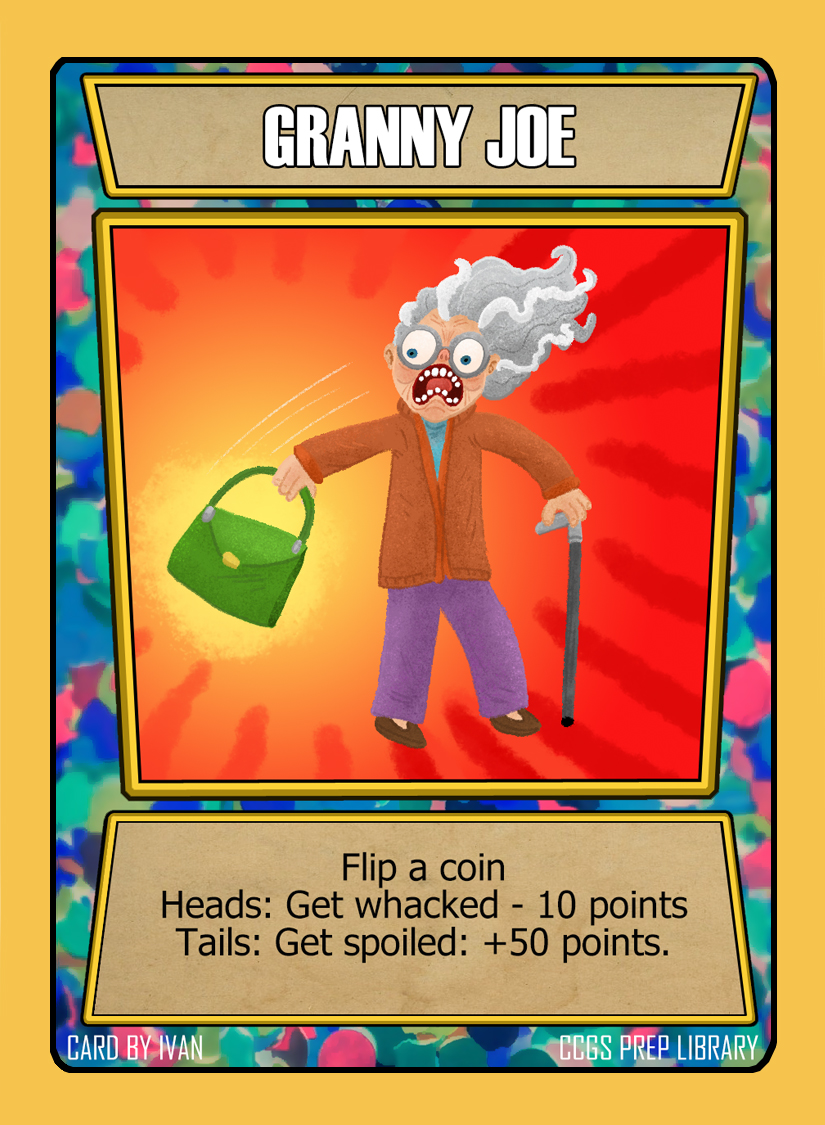 GRANNY JOE
Flip a coin
Heads: Get whacked - 10 points
Tails: Get spoiled: +50 points.
CARD BY IVAN
CCGS PREP LIBRARY